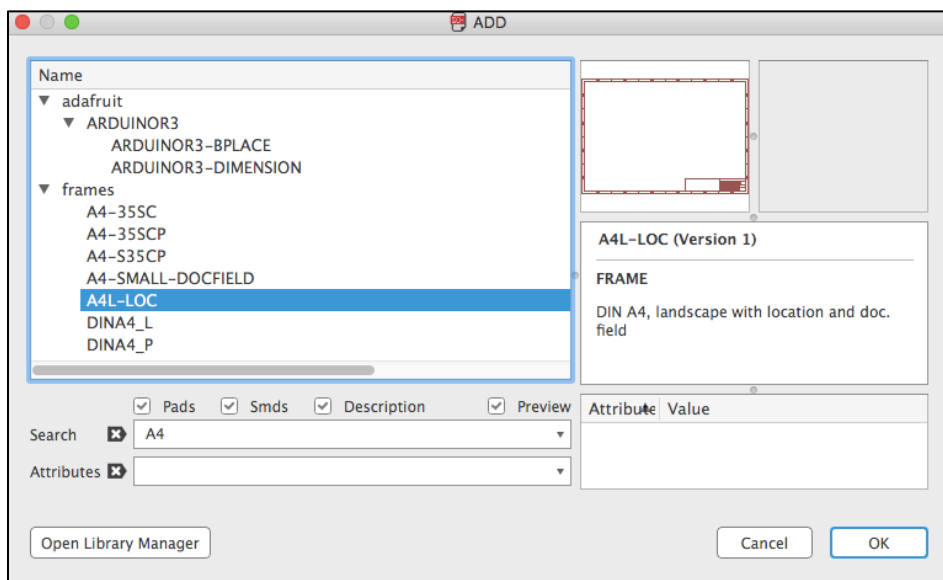 ADD
Name
adafruit
ARDUINOR3
ARDUINOR3-BPLACE
ARDUINOR3-DIMENSION
frames
A4-35SC
A4-35SCP
A4-S35CP
A4-SMALL-DOCFIELD
A4L-LOC
DINA4_L
DINA4_P
A4L-LOC (Version 1)
FRAME
DIN A4, landscape with location and doc.
field
Pads Smds Description Preview
Search A4
Attributes
Attribute Value
Open Library Manager Cancel OK